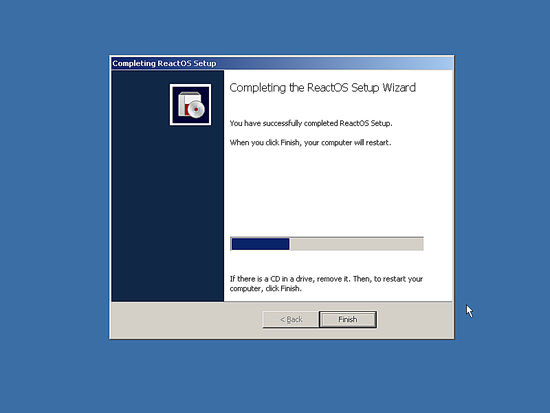 Completing ReactOS Setup
Completing the ReactOS Setup Wizard
You have successfully completed ReactOS Setup.
When you click Finish, your computer will restart.
If there is a CD in a drive, remove it. Then, to restart your
computer, click Finish.
< Back
Finish